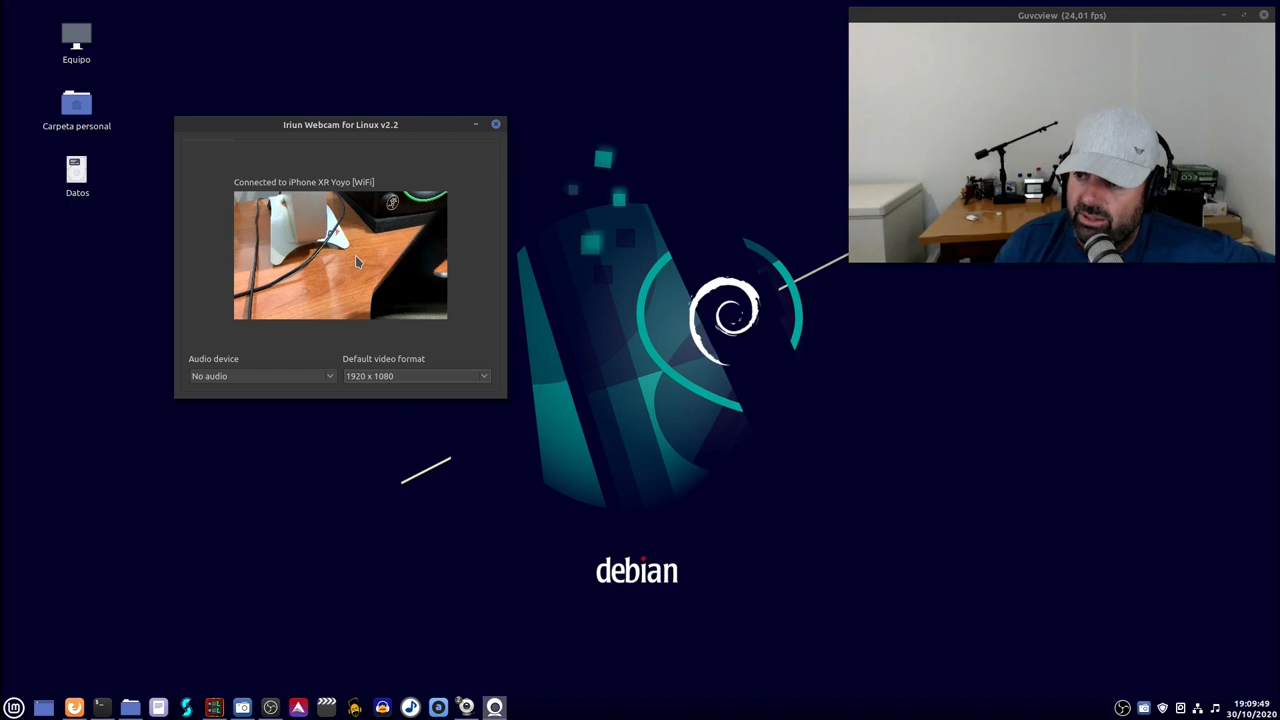 Guvcview (24,01 fps)
Equipo
Carpeta personal
Datos
Iriun Webcam for Linux v2.2
Connected to iPhone XR Yoyo [WiFi]
Audio device
Default video format
No audio
1920 x 1080
debian
19:09:49
30/10/2020